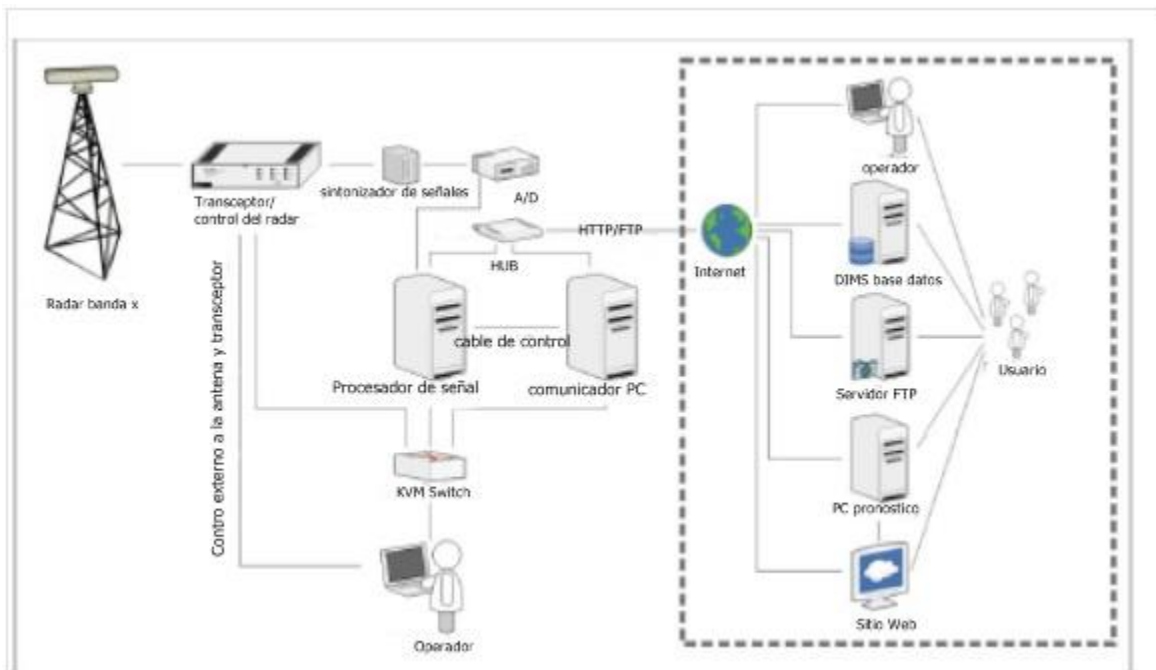 Radar banda x
Transceptor/
control del radar
sintonizador de señales
A/D
HUB
HTTP/FTP
Procesador de señal
cable de control
comunicador PC
KVM Switch
Operador
Contro externo a la antena y transceptor
Internet
operador
DIMS base datos
Servidor FTP
PC pronostico
Sitio Web
Usuario